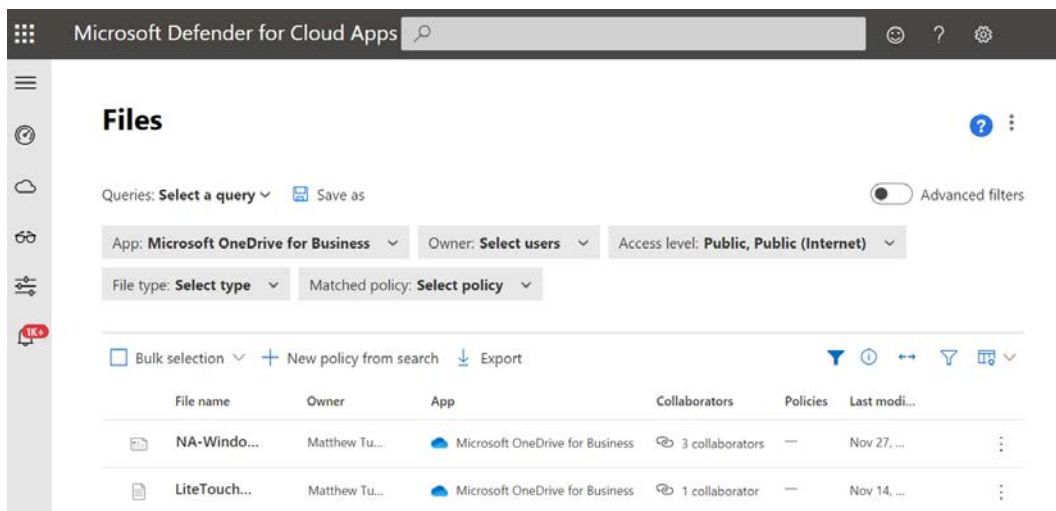 Microsoft Defender for Cloud Apps
?
Files
?
Queries: Select a query Save as Advanced filters
App: Microsoft OneDrive for Business Owner: Select users Access level: Public, Public (Internet)
File type: Select type Matched policy: Select policy
1K+
Bulk selection New policy from search Export
File name Owner App Collaborators Policies Last modi...
NA-Windo... Matthew Tu... Microsoft OneDrive for Business 3 collaborators — Nov 27, ...
LiteTouch... Matthew Tu... Microsoft OneDrive for Business 1 collaborator — Nov 14, ...